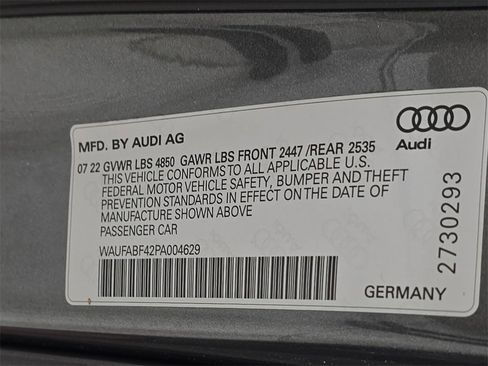 MFD. BY AUDI AG
07 22 GVWR LBS 4850 GAWR LBS FRONT 2447 /REAR 2535
THIS VEHICLE CONFORMS TO ALL APPLICABLE U.S.
FEDERAL MOTOR VEHICLE SAFETY, BUMPER AND THEFT
PREVENTION STANDARDS IN EFFECT ON THE DATE OF
MANUFACTURE SHOWN ABOVE
PASSENGER CAR
WAUFABF42PA004629
Audi
2730293
GERMANY